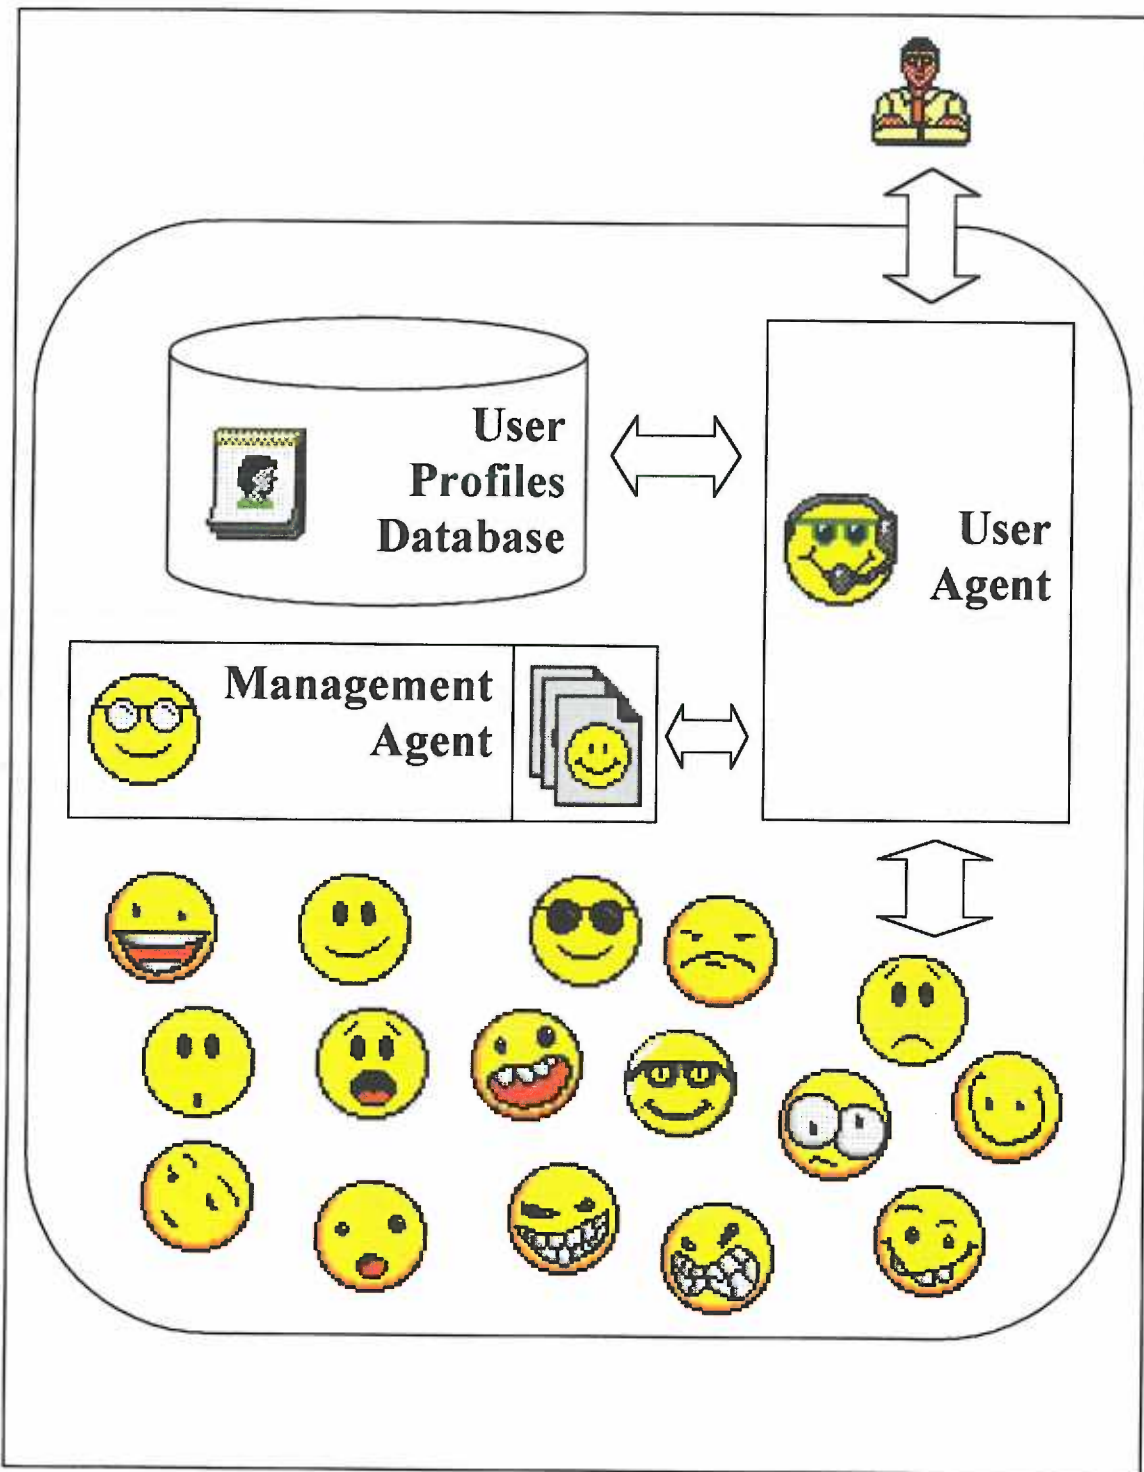 User
Profiles
Database
User
Agent
Management
Agent